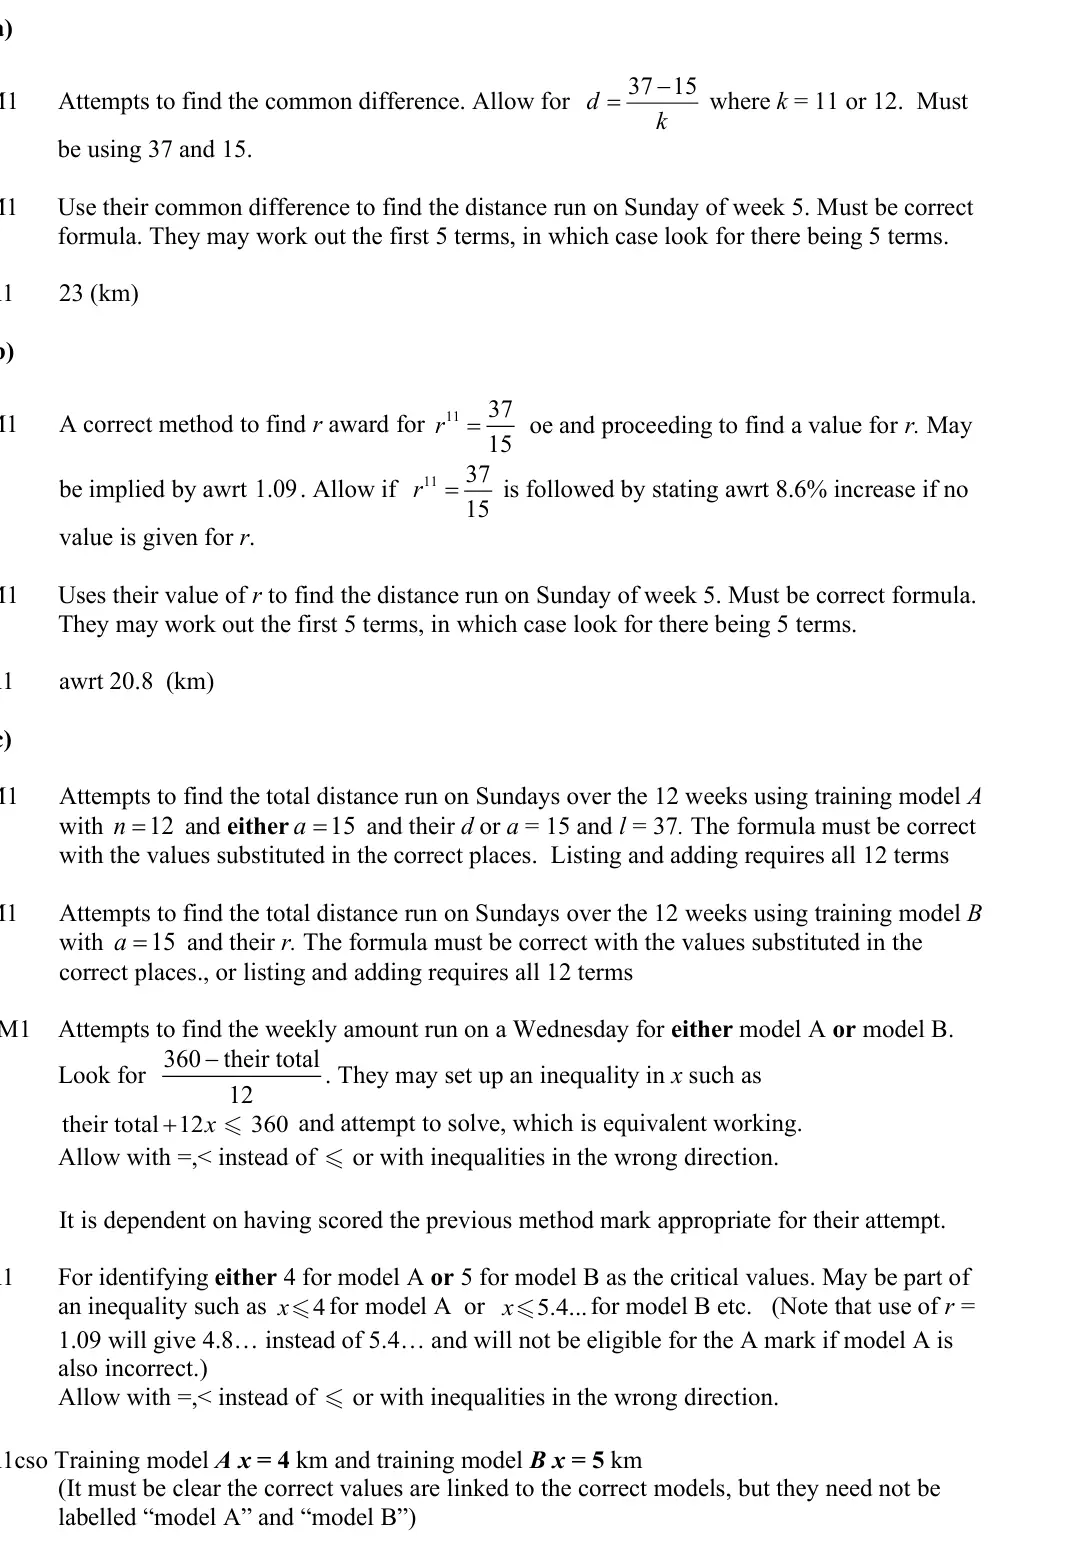 a)
M1 Attempts to find the common difference. Allow for d = (37 − 15)/k where k = 11 or 12. Must
be using 37 and 15.
M1 Use their common difference to find the distance run on Sunday of week 5. Must be correct
formula. They may work out the first 5 terms, in which case look for there being 5 terms.
1 23 (km)
b)
M1 A correct method to find r award for r¹¹ = 37/15 oe and proceeding to find a value for r. May
be implied by awrt 1.09. Allow if r¹¹ = 37/15 is followed by stating awrt 8.6% increase if no
value is given for r.
M1 Uses their value of r to find the distance run on Sunday of week 5. Must be correct formula.
They may work out the first 5 terms, in which case look for there being 5 terms.
1 awrt 20.8 (km)
c)
M1 Attempts to find the total distance run on Sundays over the 12 weeks using training model A
with n = 12 and either a = 15 and their d or a = 15 and l = 37. The formula must be correct
with the values substituted in the correct places. Listing and adding requires all 12 terms
M1 Attempts to find the total distance run on Sundays over the 12 weeks using training model B
with a = 15 and their r. The formula must be correct with the values substituted in the
correct places., or listing and adding requires all 12 terms
M1 Attempts to find the weekly amount run on a Wednesday for either model A or model B.
Look for (360 − their total)/12. They may set up an inequality in x such as
their total + 12x ⩽ 360 and attempt to solve, which is equivalent working.
Allow with =,< instead of ⩽ or with inequalities in the wrong direction.
It is dependent on having scored the previous method mark appropriate for their attempt.
1 For identifying either 4 for model A or 5 for model B as the critical values. May be part of
an inequality such as x ⩽ 4 for model A or x ⩽ 5.4... for model B etc. (Note that use of r =
1.09 will give 4.8… instead of 5.4… and will not be eligible for the A mark if model A is
also incorrect.)
Allow with =,< instead of ⩽ or with inequalities in the wrong direction.
1cso Training model A x = 4 km and training model B x = 5 km
(It must be clear the correct values are linked to the correct models, but they need not be
labelled “model A” and “model B”)